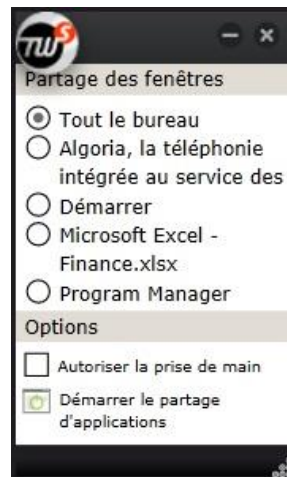 TWS
Partage des fenêtres
Tout le bureau
Algoria, la téléphonie
intégrée au service des
Démarrer
Microsoft Excel -
Finance.xlsx
Program Manager
Options
Autoriser la prise de main
Démarrer le partage
d'applications